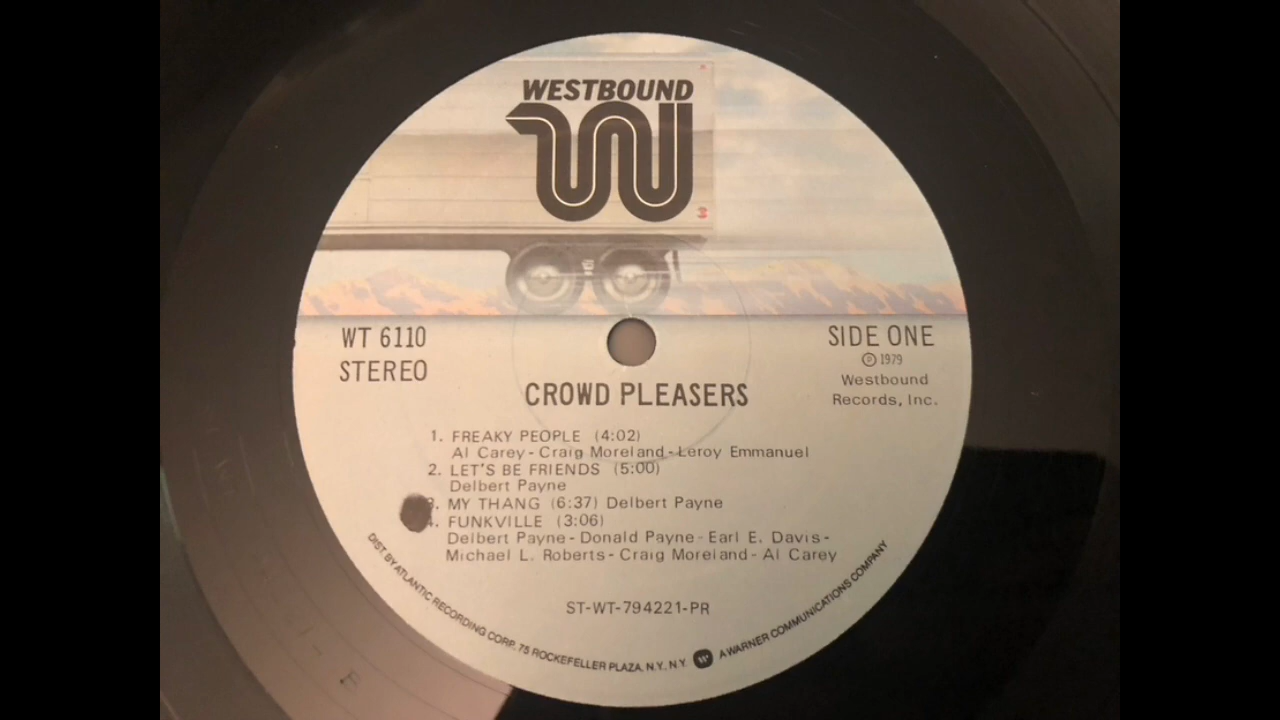 WESTBOUND
WT 6110
STEREO
SIDE ONE
℗ 1979
Westbound
Records, Inc.
CROWD PLEASERS
1. FREAKY PEOPLE (4:02)
Al Carey-Craig Moreland-Leroy Emmanuel
2. LET'S BE FRIENDS (5:00)
Delbert Payne
3. MY THANG (6:37) Delbert Payne
4. FUNKVILLE (3:06)
Delbert Payne-Donald Payne-Earl E. Davis-
Michael L. Roberts-Craig Moreland-Al Carey
ST-WT-794221-PR
DIST. BY ATLANTIC RECORDING CORP. 75 ROCKEFELLER PLAZA, N.Y., N.Y. A WARNER COMMUNICATIONS COMPANY